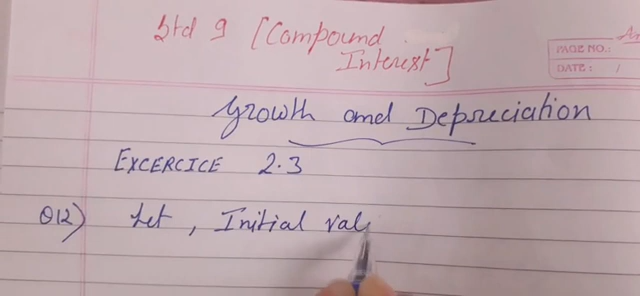 Std 9 [Compound
Interest]
PAGE NO.:
DATE: /
Growth and Depreciation
EXCERCICE 2.3
Q12) Let, Initial val